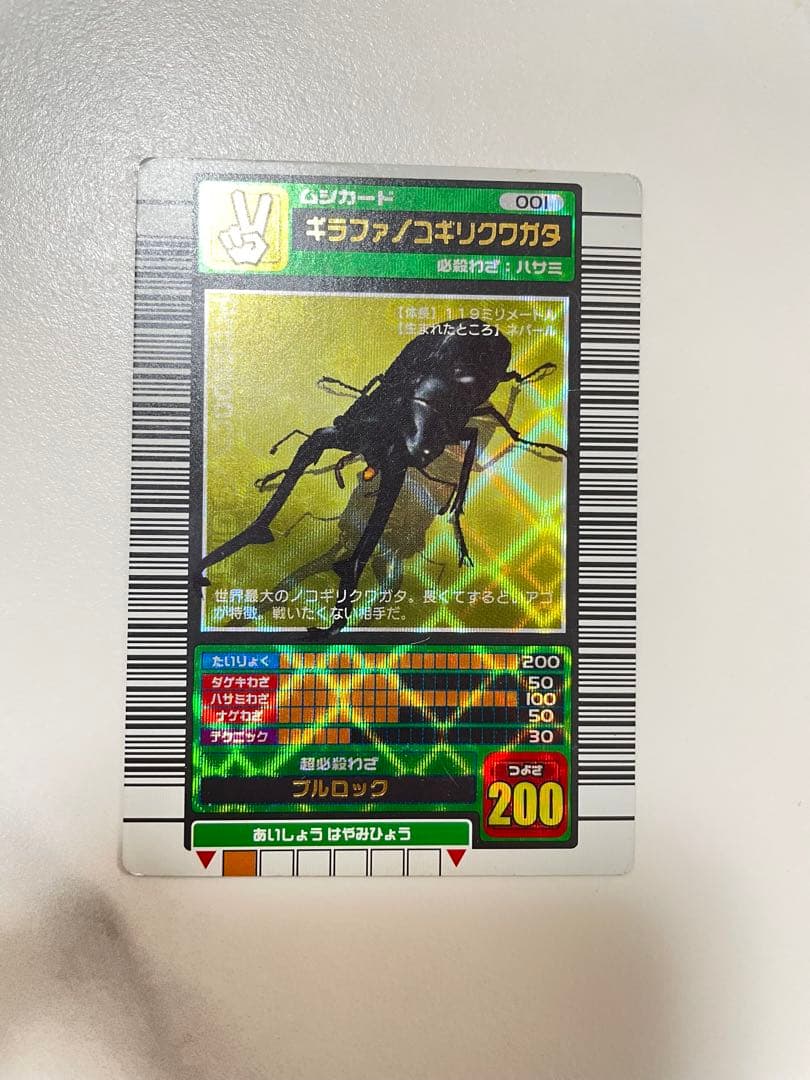 ムシカード
001
ギラファノコギリクワガタ
必殺わざ：ハサミ
【体長】119ミリメートル
【生まれたところ】ネパール
世界最大のノコギリクワガタ。長くてするどいアゴ
が特徴。戦いたくない相手だ。
たいりょく 200
ダゲキわざ 50
ハサミわざ 100
ナゲわざ 50
テクニック 30
超必殺わざ
ブルロック
つよさ
200
あいしょう はやみひょう